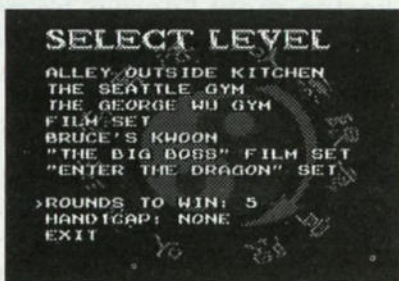 SELECT LEVEL
ALLEY OUTSIDE KITCHEN
THE SEATTLE GYM
THE GEORGE WU GYM
FILM SET
BRUCE'S KWOON
"THE BIG BOSS" FILM SET
"ENTER THE DRAGON" SET
›ROUNDS TO WIN: 5
HANDICAP: NONE
EXIT